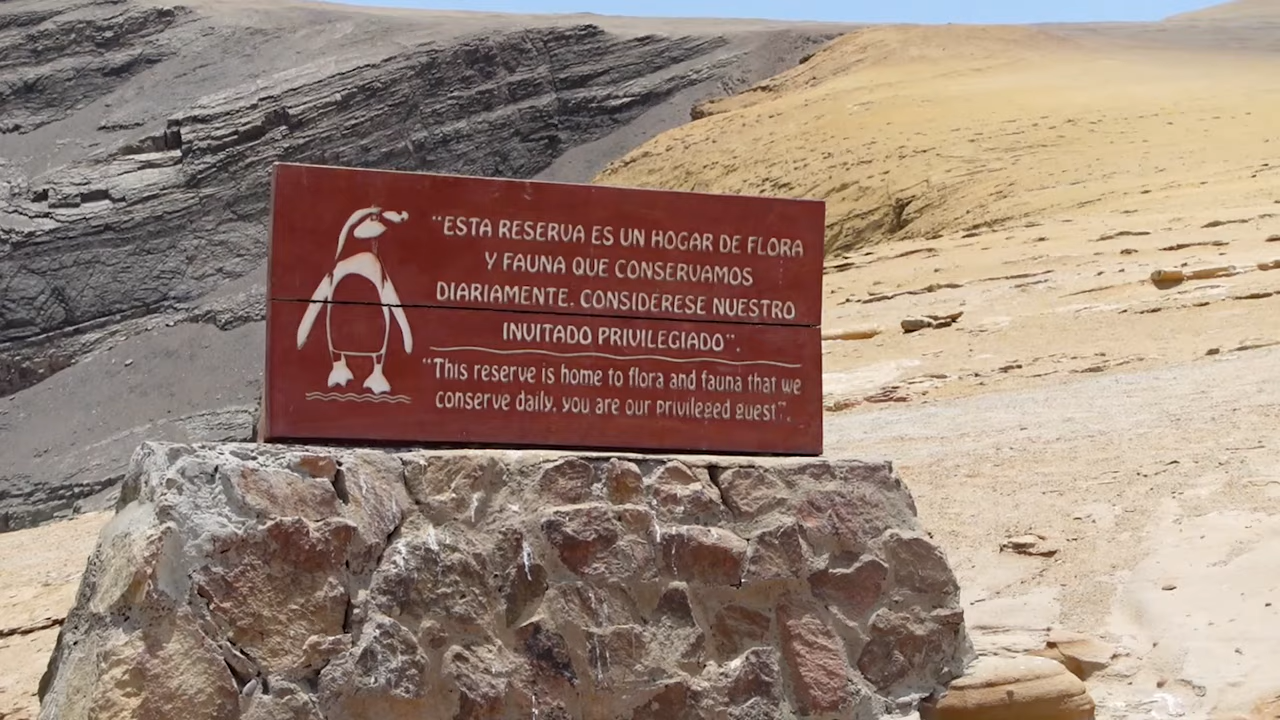 “ESTA RESERVA ES UN HOGAR DE FLORA
Y FAUNA QUE CONSERVAMOS
DIARIAMENTE. CONSIDÉRESE NUESTRO
INVITADO PRIVILEGIADO”.
“This reserve is home to flora and fauna that we
conserve daily. you are our privileged guest”.